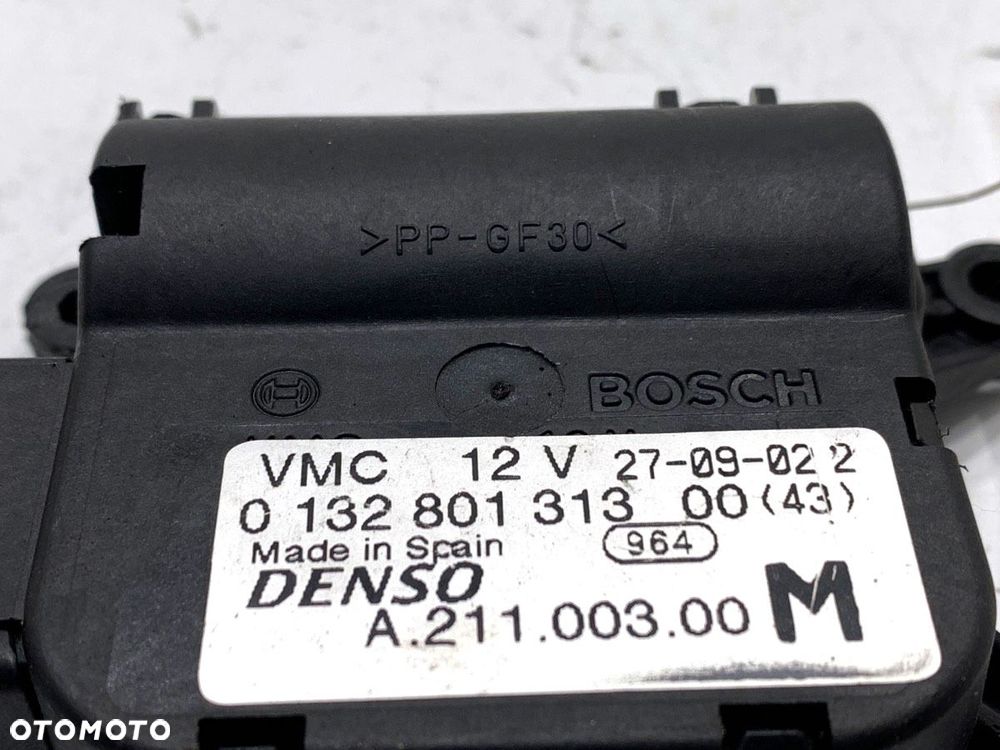 >PP-GF30<
BOSCH
VMC 12 V 27-09-02 2
0 132 801 313 00 (43)
Made in Spain 964
DENSO
A.211.003.00 M
OTOMOTO